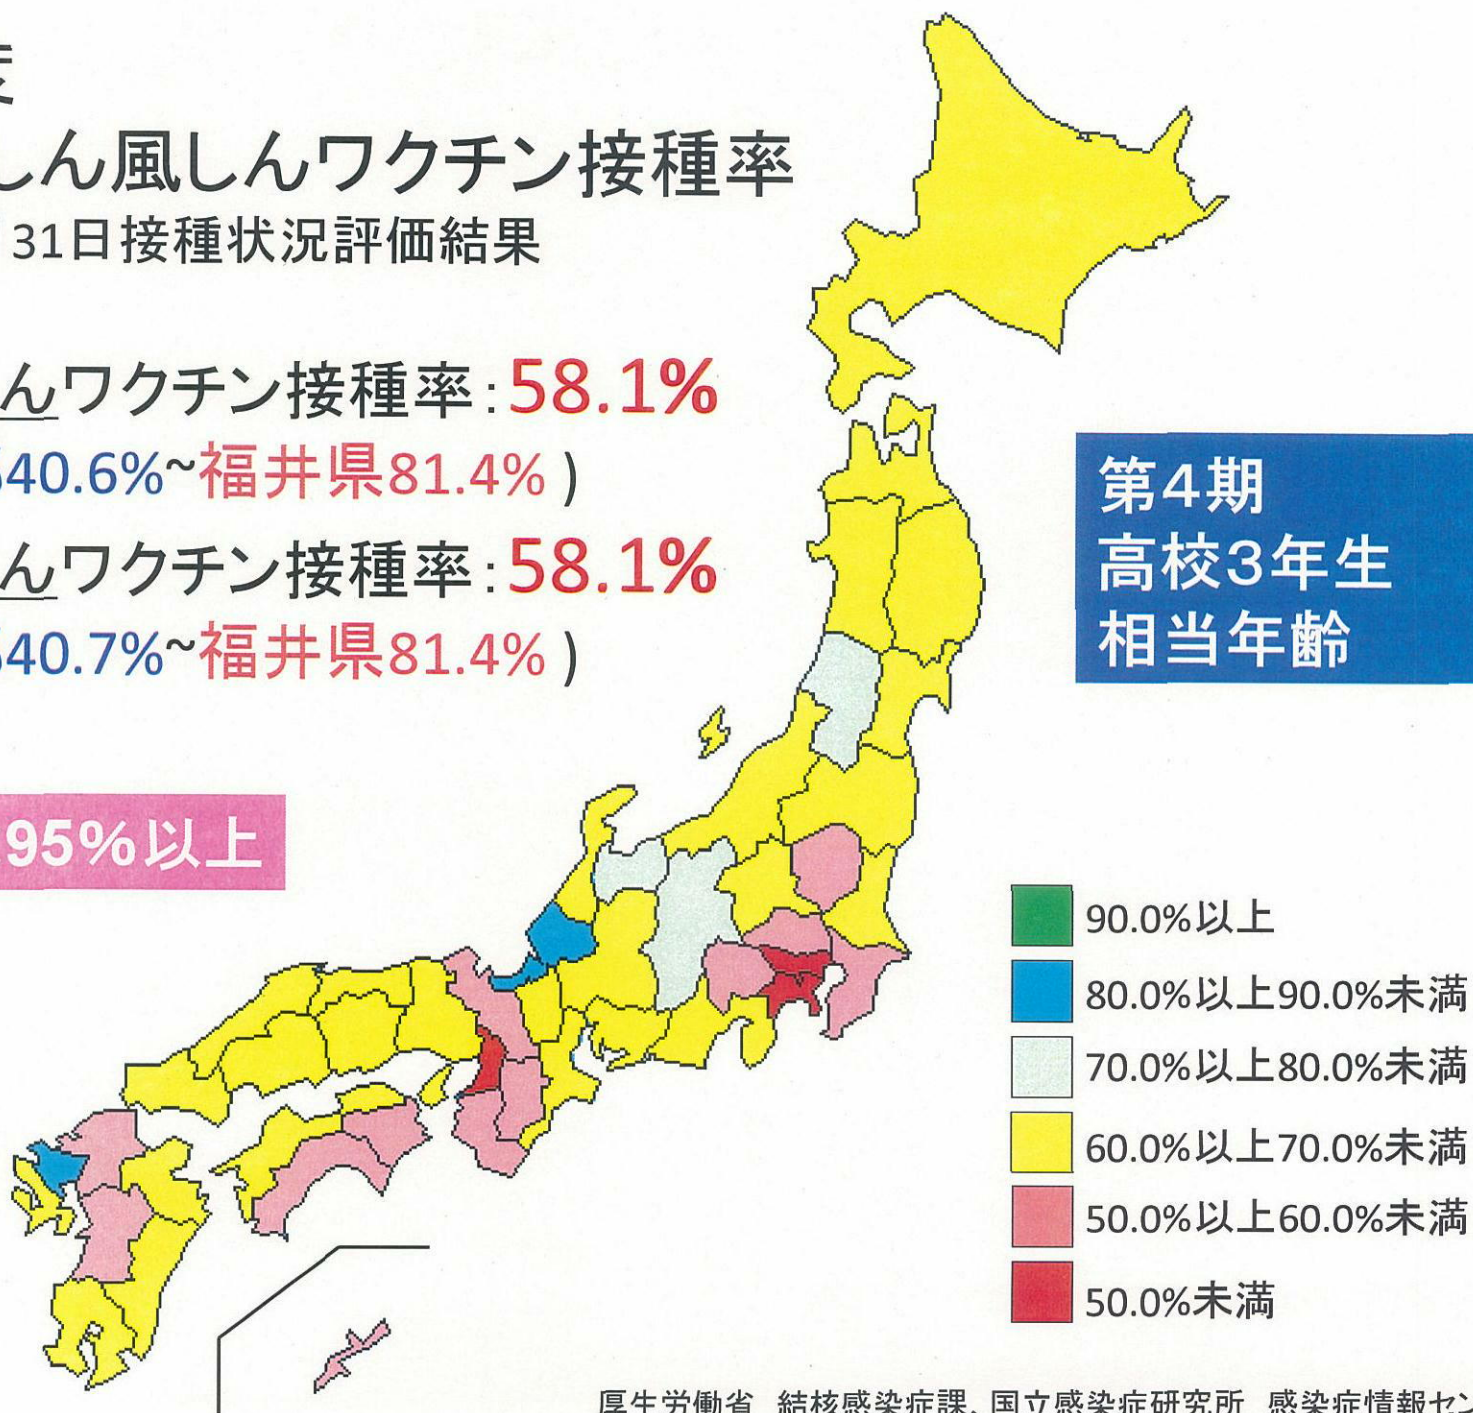 度
しん風しんワクチン接種率
31日接種状況評価結果
んワクチン接種率:58.1%
40.6%~福井県81.4% )
んワクチン接種率:58.1%
40.7%~福井県81.4% )
95%以上
第4期
高校3年生
相当年齢
90.0%以上
80.0%以上90.0%未満
70.0%以上80.0%未満
60.0%以上70.0%未満
50.0%以上60.0%未満
50.0%未満
厚生労働省 結核感染症課、国立感染症研究所 感染症情報セン